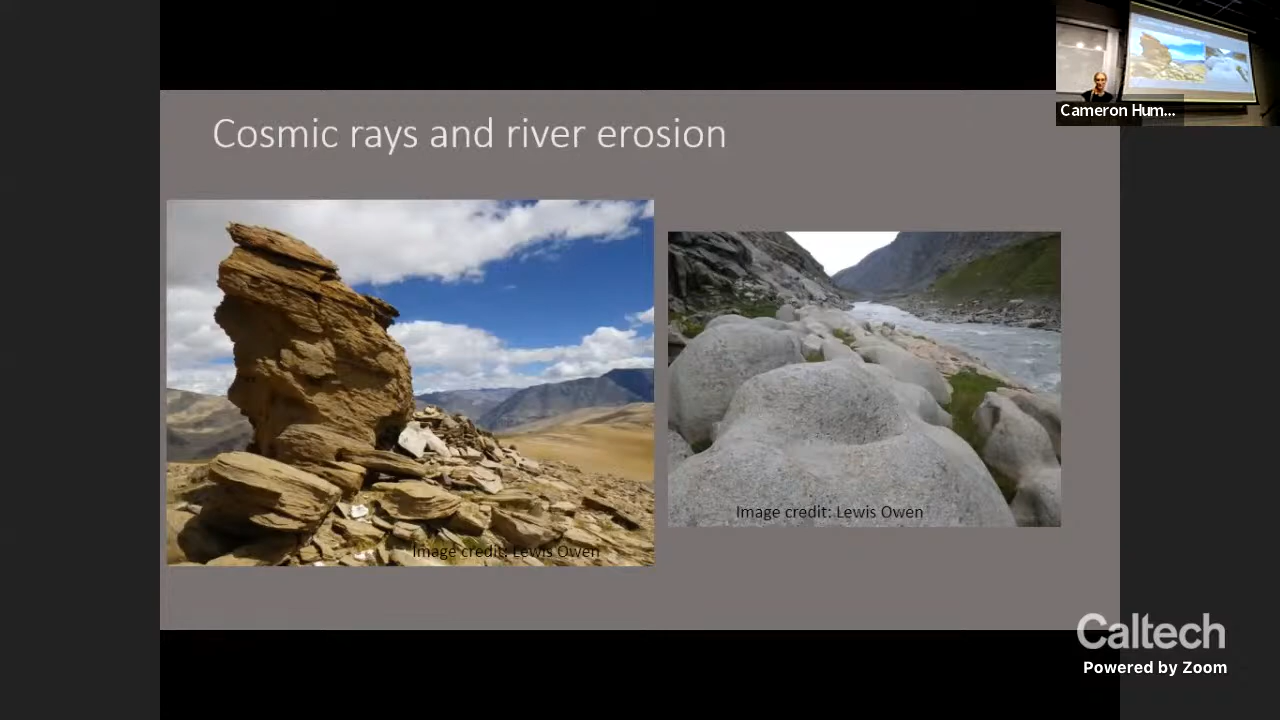 Cosmic rays and river erosion
Image credit: Lewis Owen
Image credit: Lewis Owen
Cameron Hum...
Caltech
Powered by Zoom